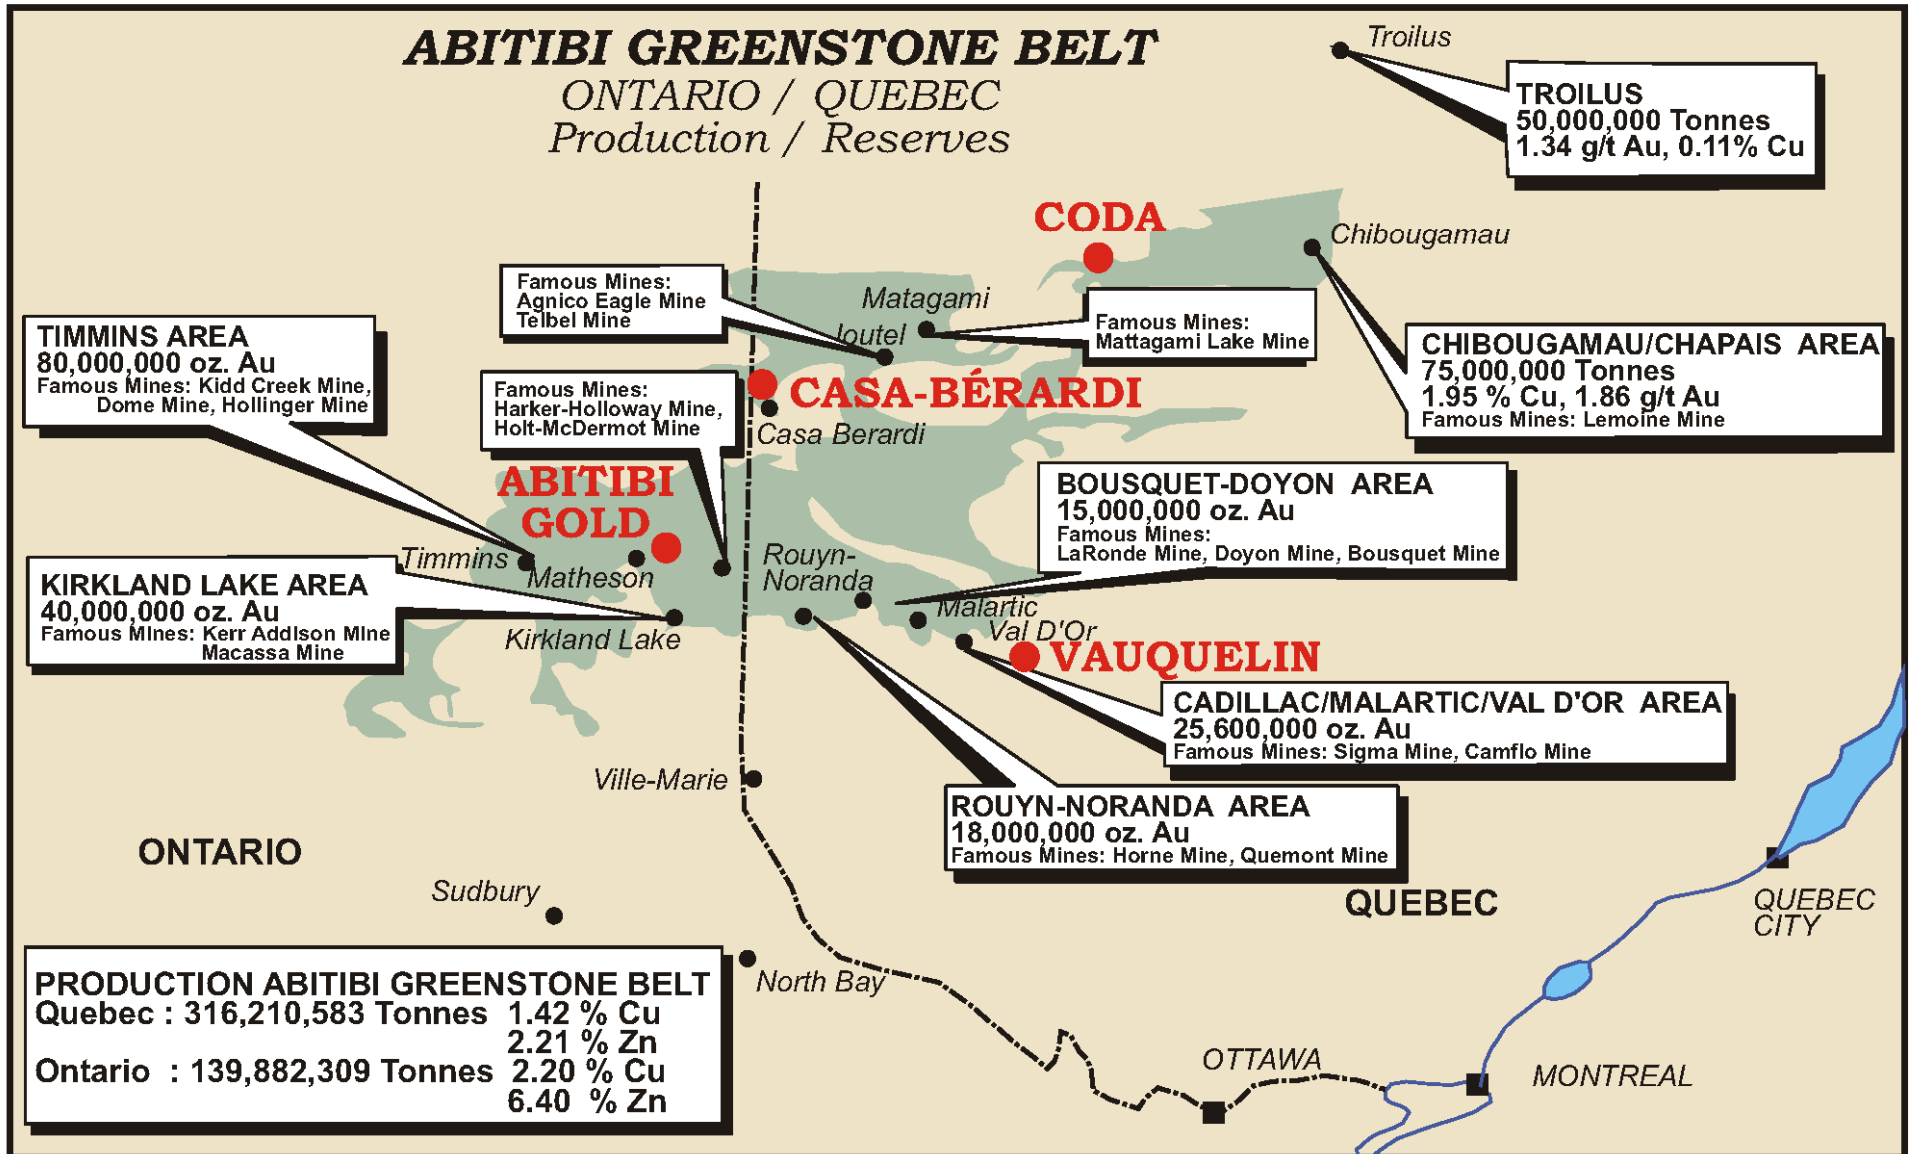 ABITIBI GREENSTONE BELT
ONTARIO / QUEBEC
Production / Reserves
Troilus
TROILUS
50,000,000 Tonnes
1.34 g/t Au, 0.11% Cu
CODA
Chibougamau
Famous Mines:
Agnico Eagle Mine
Telbel Mine
Matagami
Joutel
Famous Mines:
Mattagami Lake Mine
TIMMINS AREA
80,000,000 oz. Au
Famous Mines: Kidd Creek Mine,
Dome Mine, Hollinger Mine
CHIBOUGAMAU/CHAPAIS AREA
75,000,000 Tonnes
1.95 % Cu, 1.86 g/t Au
Famous Mines: Lemoine Mine
Famous Mines:
Harker-Holloway Mine,
Holt-McDermot Mine
CASA-BÉRARDI
Casa Berardi
ABITIBI
GOLD
BOUSQUET-DOYON AREA
15,000,000 oz. Au
Famous Mines:
LaRonde Mine, Doyon Mine, Bousquet Mine
Timmins
Matheson
Rouyn-
Noranda
KIRKLAND LAKE AREA
40,000,000 oz. Au
Famous Mines: Kerr Addison Mine
Macassa Mine
Kirkland Lake
Malartic
Val D'Or
VAUQUELIN
CADILLAC/MALARTIC/VAL D'OR AREA
25,600,000 oz. Au
Famous Mines: Sigma Mine, Camflo Mine
Ville-Marie
ROUYN-NORANDA AREA
18,000,000 oz. Au
Famous Mines: Horne Mine, Quemont Mine
ONTARIO
Sudbury
QUEBEC
QUEBEC
CITY
North Bay
PRODUCTION ABITIBI GREENSTONE BELT
Quebec : 316,210,583 Tonnes 1.42 % Cu
2.21 % Zn
Ontario : 139,882,309 Tonnes 2.20 % Cu
6.40 % Zn
OTTAWA
MONTREAL